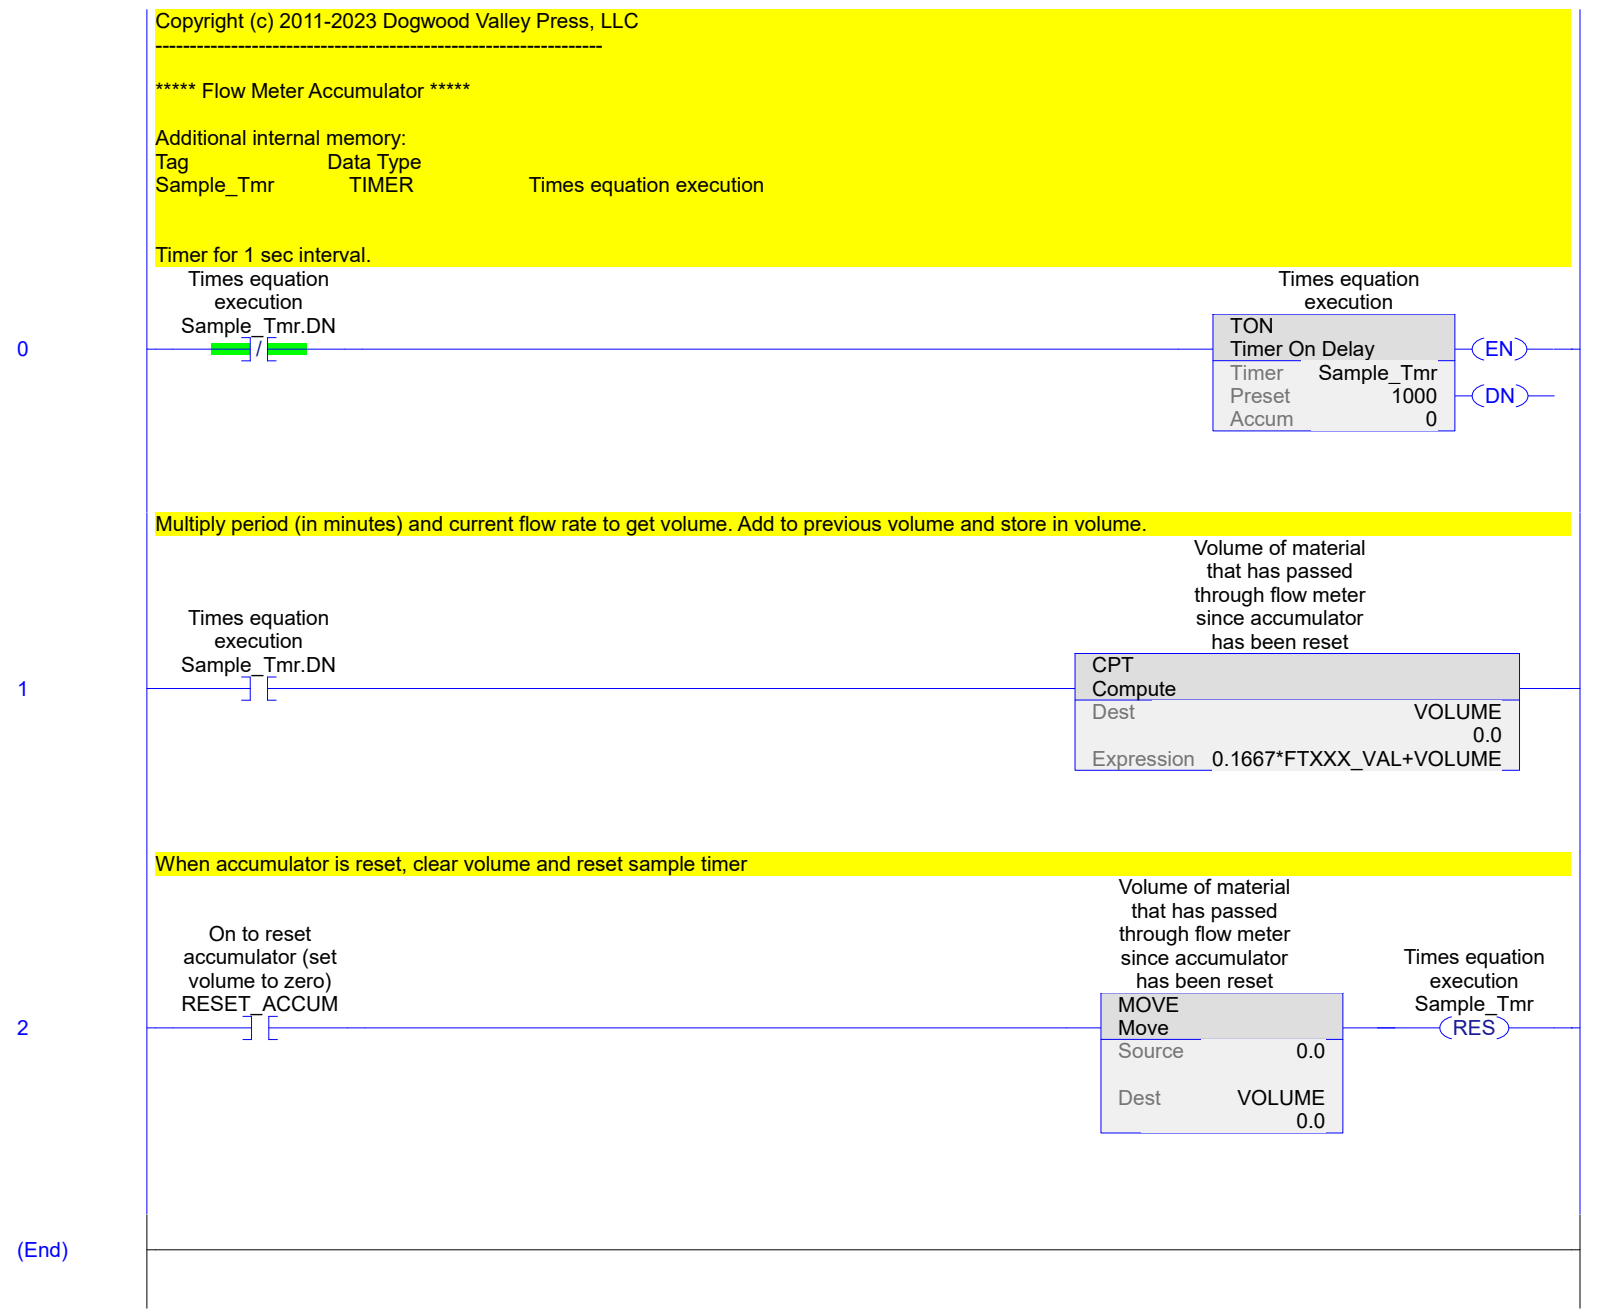 Copyright (c) 2011-2023 Dogwood Valley Press, LLC
-----------------------------------------------------------------
***** Flow Meter Accumulator *****
Additional internal memory:
Tag Data Type
Sample_Tmr TIMER Times equation execution
Timer for 1 sec interval.
Times equation
execution
Sample_Tmr.DN
Times equation
execution
0
/
TON
Timer On Delay
Timer Sample_Tmr
Preset 1000
Accum 0
EN
DN
Multiply period (in minutes) and current flow rate to get volume. Add to previous volume and store in volume.
Times equation
execution
Sample_Tmr.DN
Volume of material
that has passed
through flow meter
since accumulator
has been reset
1
CPT
Compute
Dest VOLUME
0.0
Expression 0.1667*FTXXX_VAL+VOLUME
When accumulator is reset, clear volume and reset sample timer
On to reset
accumulator (set
volume to zero)
RESET_ACCUM
Volume of material
that has passed
through flow meter
since accumulator
has been reset
Times equation
execution
Sample_Tmr
2
MOVE
Move
Source 0.0
Dest VOLUME
0.0
RES
(End)